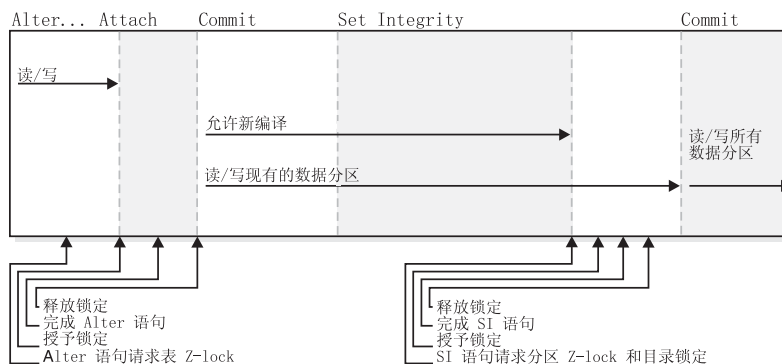 Alter... Attach Commit Set Integrity Commit
读/写
允许新编译
读/写所有
数据分区
读/写现有的数据分区
释放锁定
完成 Alter 语句
授予锁定
Alter 语句请求表 Z-lock
释放锁定
完成 SI 语句
授予锁定
SI 语句请求分区 Z-lock 和目录锁定